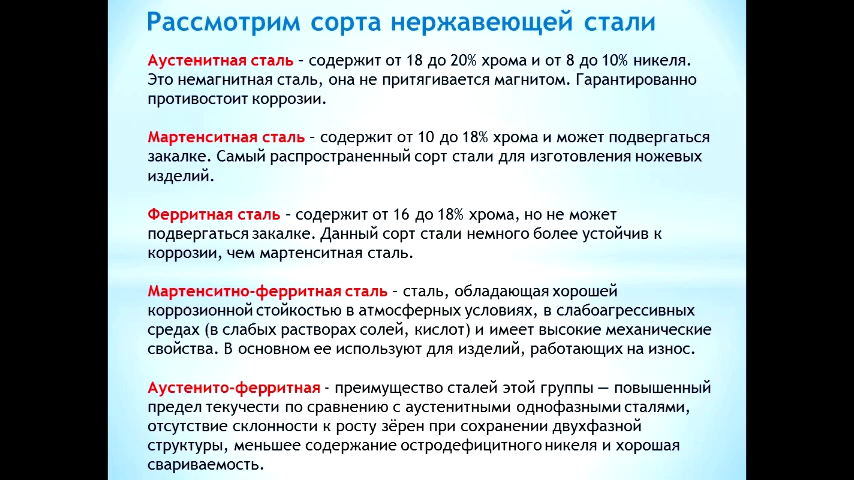 Рассмотрим сорта нержавеющей стали
Аустенитная сталь – содержит от 18 до 20% хрома и от 8 до 10% никеля.
Это немагнитная сталь, она не притягивается магнитом. Гарантированно
противостоит коррозии.
Мартенситная сталь – содержит от 10 до 18% хрома и может подвергаться
закалке. Самый распространенный сорт стали для изготовления ножевых
изделий.
Ферритная сталь – содержит от 16 до 18% хрома, но не может
подвергаться закалке. Данный сорт стали немного более устойчив к
коррозии, чем мартенситная сталь.
Мартенситно-ферритная сталь – сталь, обладающая хорошей
коррозионной стойкостью в атмосферных условиях, в слабоагрессивных
средах (в слабых растворах солей, кислот) и имеет высокие механические
свойства. В основном ее используют для изделий, работающих на износ.
Аустенито-ферритная - преимущество сталей этой группы — повышенный
предел текучести по сравнению с аустенитными однофазными сталями,
отсутствие склонности к росту зёрен при сохранении двухфазной
структуры, меньшее содержание остродефицитного никеля и хорошая
свариваемость.